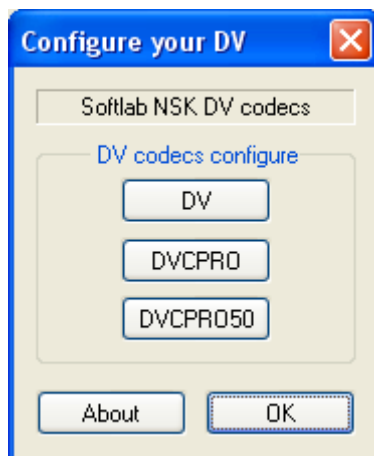 Configure your DV
Softlab NSK DV codecs
DV codecs configure
DV
DVCPRO
DVCPRO50
About OK